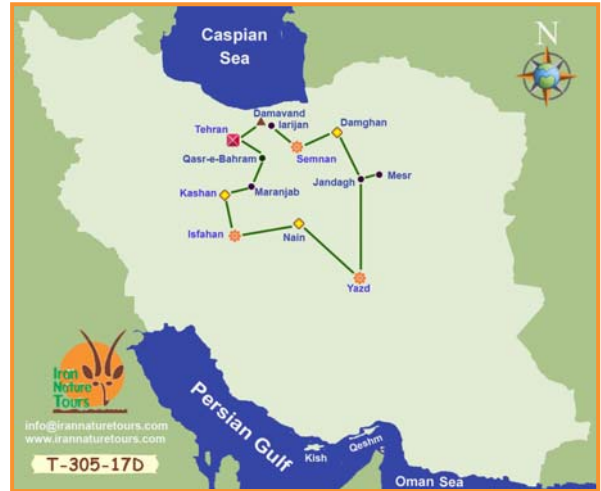 Caspian
Sea
N
Damavand
larijan
Damghan
Tehran
Semnan
Qasr-e-Bahram
Jandagh
Mesr
Kashan
Maranjab
Isfahan
Nain
Yazd
Iran
Nature
Tours
info@irannaturetours.com
www.irannaturetours.com
T-305-17D
Persian Gulf
Kish
Qeshm
Oman Sea